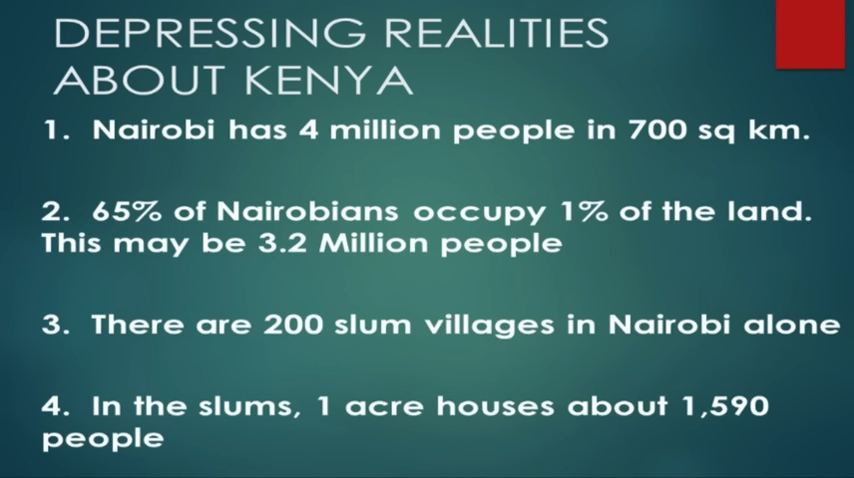 DEPRESSING REALITIES
ABOUT KENYA
1. Nairobi has 4 million people in 700 sq km.
2. 65% of Nairobians occupy 1% of the land.
This may be 3.2 Million people
3. There are 200 slum villages in Nairobi alone
4. In the slums, 1 acre houses about 1,590
people